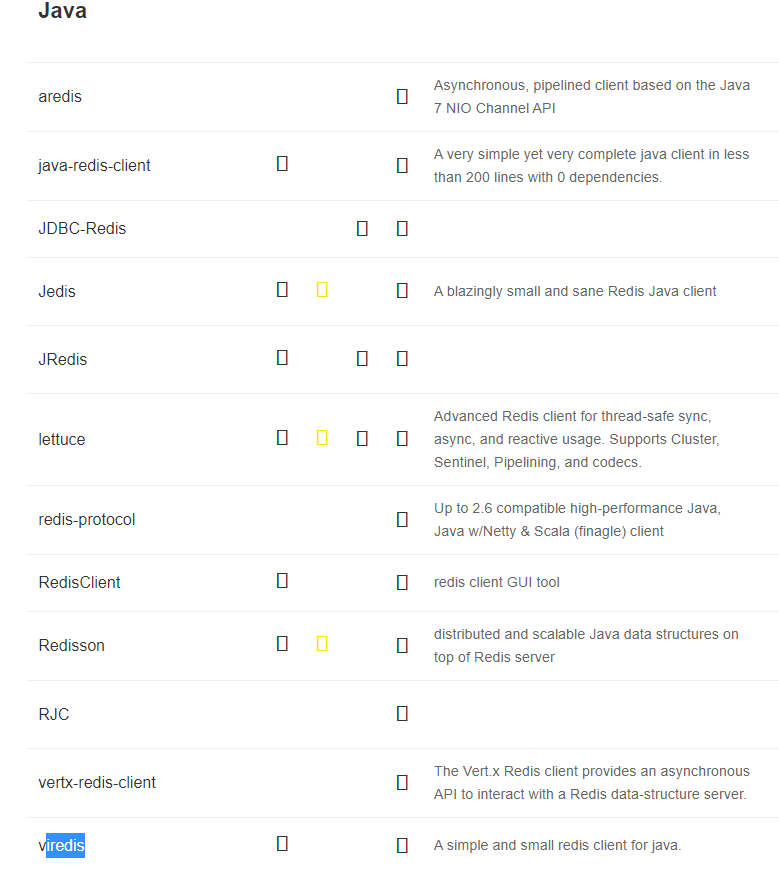 Java
aredis
Asynchronous, pipelined client based on the Java
7 NIO Channel API
java-redis-client
A very simple yet very complete java client in less
than 200 lines with 0 dependencies.
JDBC-Redis
Jedis
A blazingly small and sane Redis Java client
JRedis
lettuce
Advanced Redis client for thread-safe sync,
async, and reactive usage. Supports Cluster,
Sentinel, Pipelining, and codecs.
redis-protocol
Up to 2.6 compatible high-performance Java,
Java w/Netty & Scala (finagle) client
RedisClient
redis client GUI tool
Redisson
distributed and scalable Java data structures on
top of Redis server
RJC
vertx-redis-client
The Vert.x Redis client provides an asynchronous
API to interact with a Redis data-structure server.
viredis
A simple and small redis client for java.